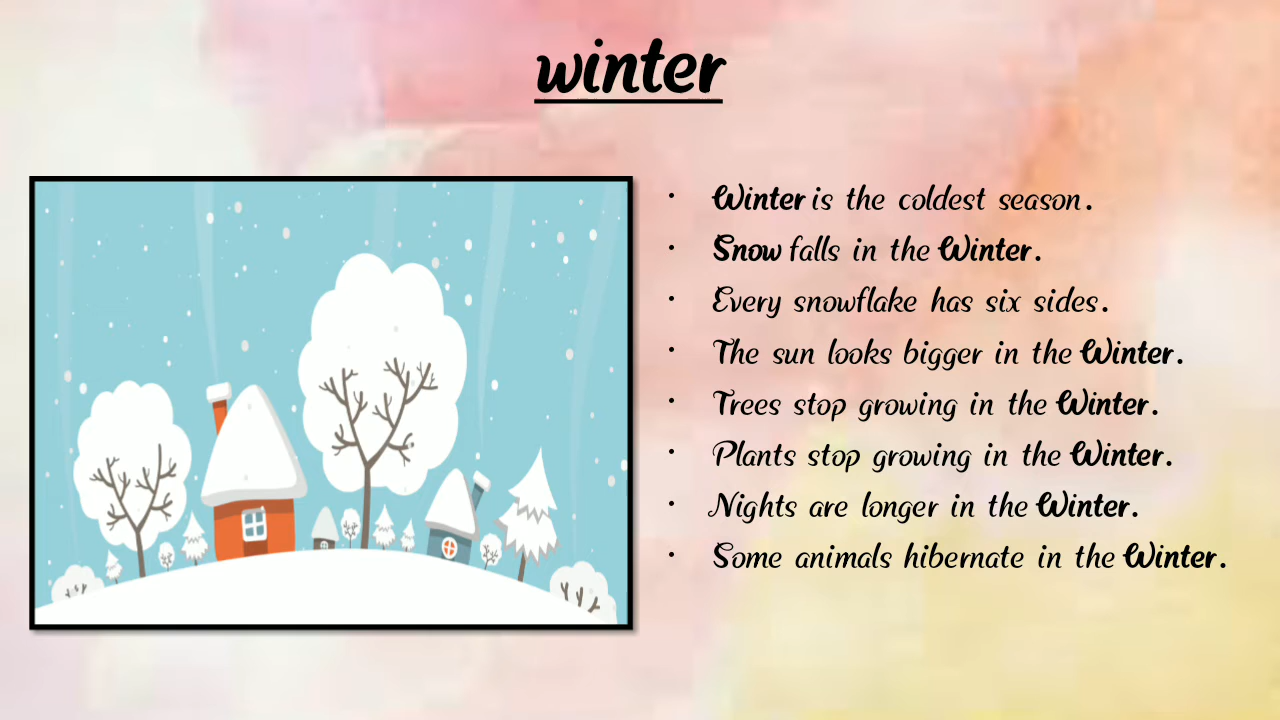 winter
• Winter is the coldest season.
• Snow falls in the Winter.
• Every snowflake has six sides.
• The sun looks bigger in the Winter.
• Trees stop growing in the Winter.
• Plants stop growing in the Winter.
• Nights are longer in the Winter.
• Some animals hibernate in the Winter.